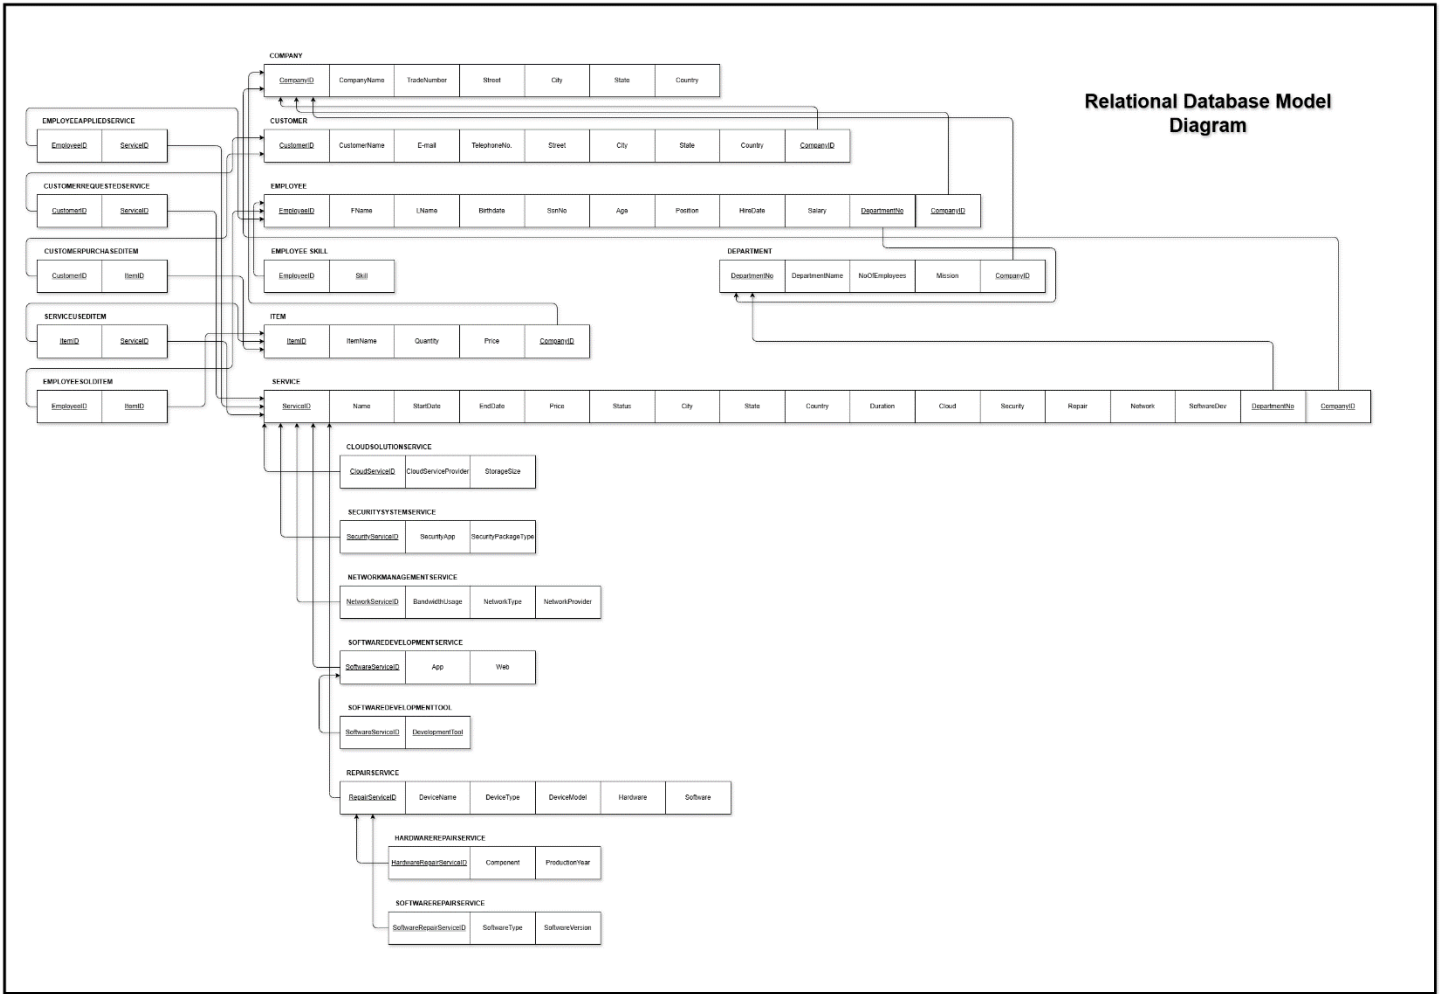 Relational Database Model
Diagram
COMPANY
CompanyID CompanyName TradeNumber Street City State Country
EMPLOYEEAPPLIEDSERVICE
EmployeeID ServiceID
CUSTOMER
CustomerID CustomerName E-mail TelephoneNo. Street City State Country CompanyID
CUSTOMERREQUESTEDSERVICE
CustomerID ServiceID
EMPLOYEE
EmployeeID FName LName Birthdate SsnNo Age Position HireDate Salary DepartmentNo CompanyID
CUSTOMERPURCHASEDITEM
CustomerID ItemID
EMPLOYEE SKILL
EmployeeID Skill
DEPARTMENT
DepartmentNo DepartmentName NoOfEmployees Mission CompanyID
SERVICEUSEDITEM
ItemID ServiceID
ITEM
ItemID ItemName Quantity Price CompanyID
EMPLOYEESOLDITEM
EmployeeID ItemID
SERVICE
ServiceID Name StartDate EndDate Price Status City State Country Duration Cloud Security Repair Network SoftwareDev DepartmentNo CompanyID
CLOUDSOLUTIONSERVICE
CloudServiceID CloudServiceProvider StorageSize
SECURITYSYSTEMSERVICE
SecurityServiceID SecurityApp SecurityPackageType
NETWORKMANAGEMENTSERVICE
NetworkServiceID BandwidthUsage NetworkType NetworkProvider
SOFTWAREDEVELOPMENTSERVICE
SoftwareServiceID App Web
SOFTWAREDEVELOPMENTTOOL
SoftwareServiceID DevelopmentTool
REPAIRSERVICE
RepairServiceID DeviceName DeviceType DeviceModel Hardware Software
HARDWAREREPAIRSERVICE
HardwareRepairServiceID Component ProductionYear
SOFTWAREREPAIRSERVICE
SoftwareRepairServiceID SoftwareType SoftwareVersion